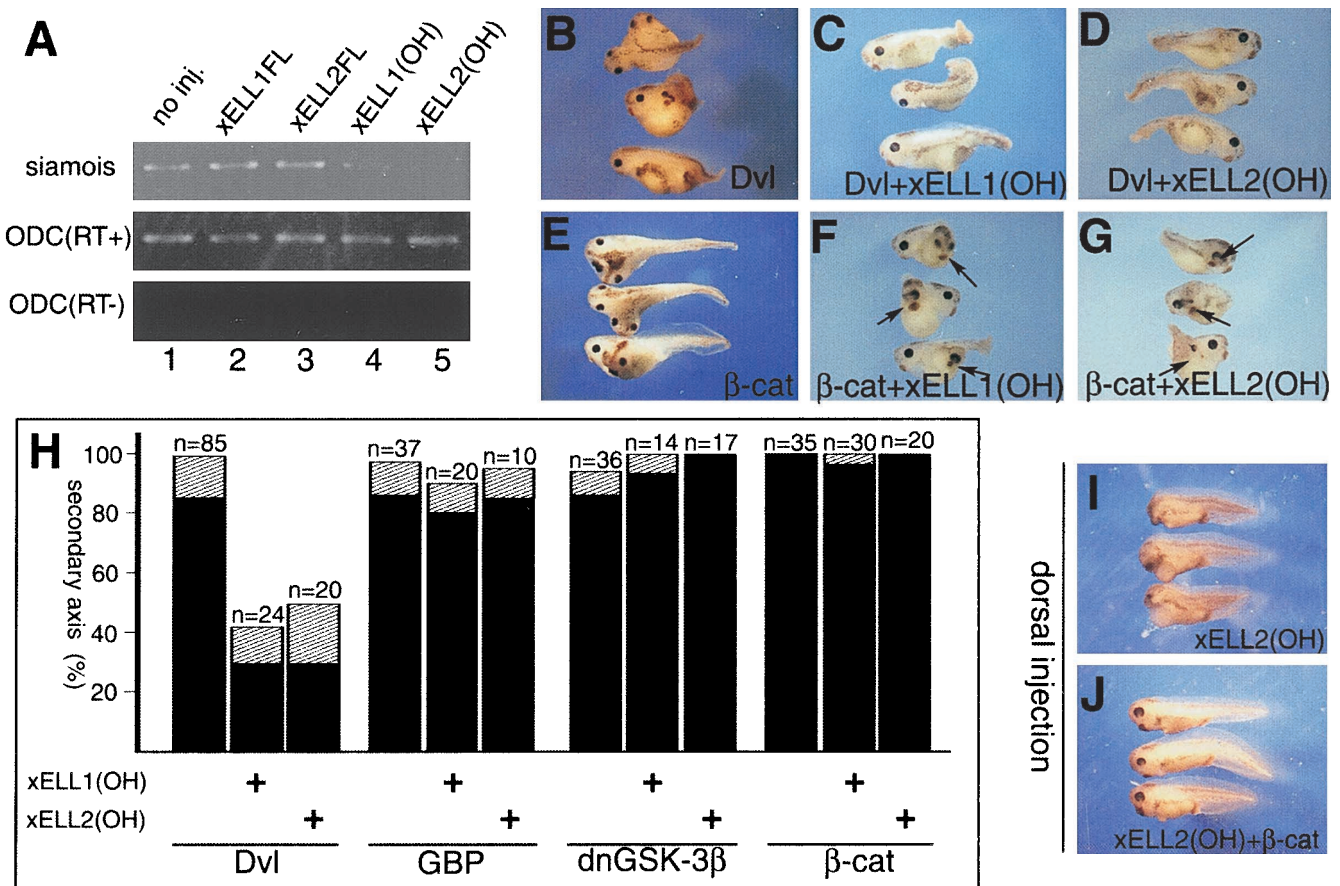 A
no inj.
xELL1FL
xELL2FL
xELL1(OH)
xELL2(OH)
siamois
ODC(RT+)
ODC(RT-)
1 2 3 4 5
B
Dvl
C
Dvl+xELL1(OH)
D
Dvl+xELL2(OH)
E
β-cat
F
β-cat+xELL1(OH)
G
β-cat+xELL2(OH)
H
secondary axis (%)
100
80
60
40
20
n=85
n=24
n=20
n=37
n=20
n=10
n=36
n=14
n=17
n=35
n=30
n=20
xELL1(OH) + + + +
xELL2(OH) + + + +
Dvl GBP dnGSK-3β β-cat
dorsal injection
I
xELL2(OH)
J
xELL2(OH)+β-cat